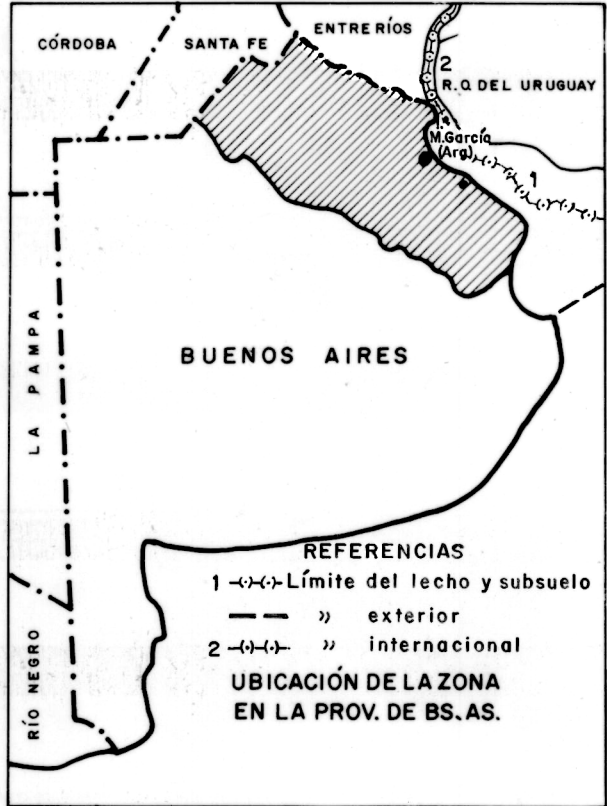 CÓRDOBA
SANTA FE
ENTRE RÍOS
2
R.O. DEL URUGUAY
M. García
(Arg)
1
BUENOS AIRES
LA PAMPA
RÍO NEGRO
REFERENCIAS
1 Límite del lecho y subsuelo
" exterior
2 " internacional
UBICACIÓN DE LA ZONA
EN LA PROV. DE BS. AS.